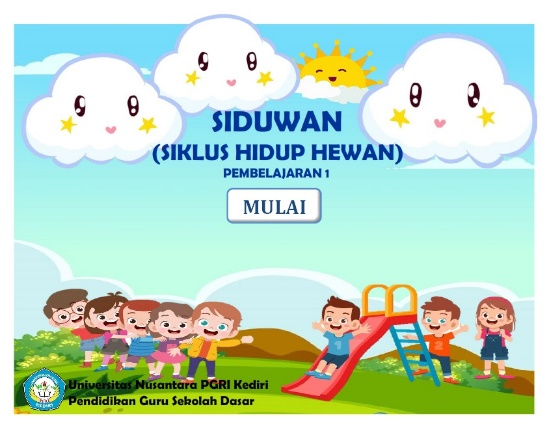 SIDUWAN
(SIKLUS HIDUP HEWAN)
PEMBELAJARAN 1
MULAI
Universitas Nusantara PGRI Kediri
Pendidikan Guru Sekolah Dasar